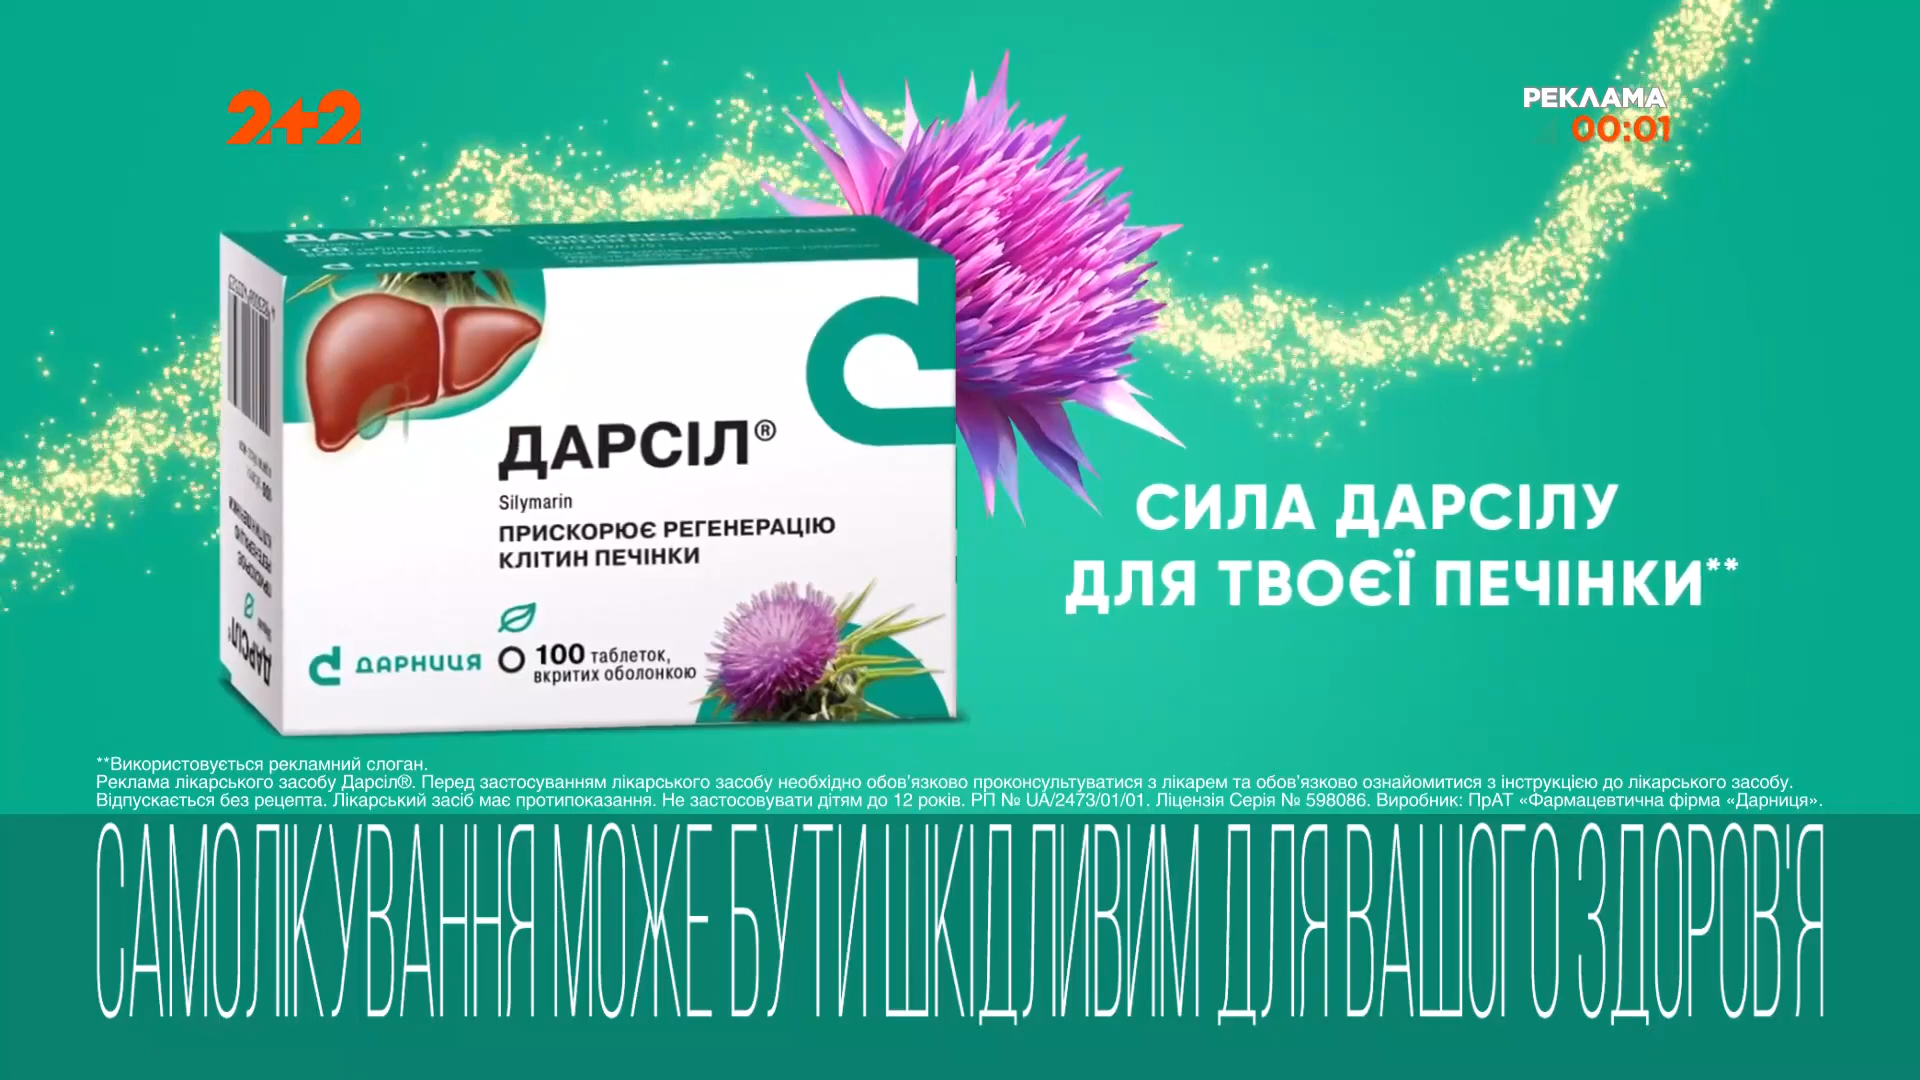 2+2
РЕКЛАМА
00:01
ДАРСІЛ®
ДАРНИЦЯ
ДАРСІЛ®
Silymarin
ПРИСКОРЮЄ РЕГЕНЕРАЦІЮ
КЛІТИН ПЕЧІНКИ
ДАРНИЦЯ
100 таблеток,
вкритих оболонкою
СИЛА ДАРСІЛУ
ДЛЯ ТВОЄЇ ПЕЧІНКИ**
**Використовується рекламний слоган.
Реклама лікарського засобу Дарсіл®. Перед застосуванням лікарського засобу необхідно обов'язково проконсультуватися з лікарем та обов'язково ознайомитися з інструкцією до лікарського засобу.
Відпускається без рецепта. Лікарський засіб має протипоказання. Не застосовувати дітям до 12 років. РП № UA/2473/01/01. Ліцензія Серія № 598086. Виробник: ПрАТ «Фармацевтична фірма «Дарниця».
САМОЛІКУВАННЯ МОЖЕ БУТИ ШКІДЛИВИМ ДЛЯ ВАШОГО ЗДОРОВ'Я